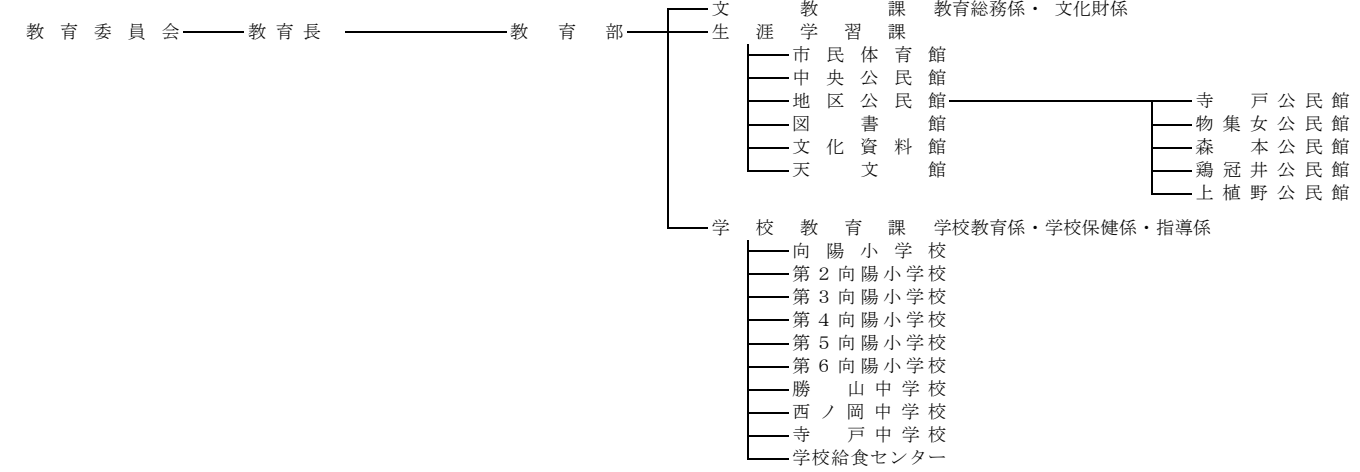 文教課 教育総務係・文化財係
教育委員会 教育長 教育部 生涯学習課
市民体育館
中央公民館
地区公民館 寺戸公民館
図書館 物集女公民館
文化資料館 森本公民館
天文館 鶏冠井公民館
上植野公民館
学校教育課 学校教育係・学校保健係・指導係
向陽小学校
第2向陽小学校
第3向陽小学校
第4向陽小学校
第5向陽小学校
第6向陽小学校
勝山中学校
西ノ岡中学校
寺戸中学校
学校給食センター